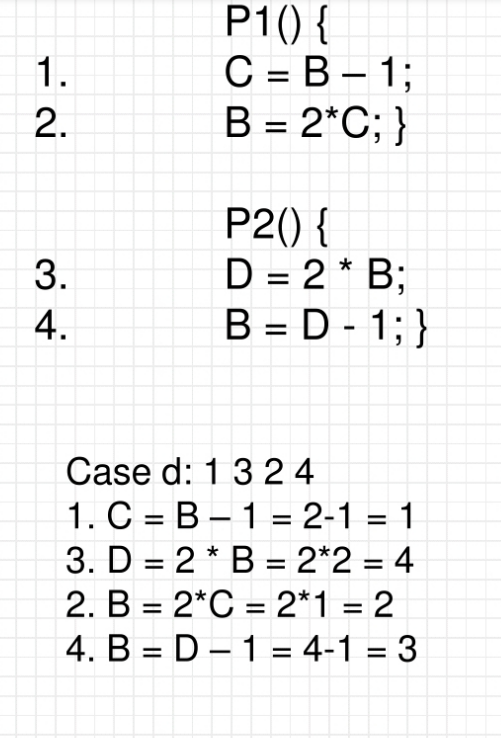 P1() {
1. C = B – 1;
2. B = 2*C; }
P2() {
3. D = 2 * B;
4. B = D - 1; }
Case d: 1 3 2 4
1. C = B – 1 = 2-1 = 1
3. D = 2 * B = 2*2 = 4
2. B = 2*C = 2*1 = 2
4. B = D – 1 = 4-1 = 3